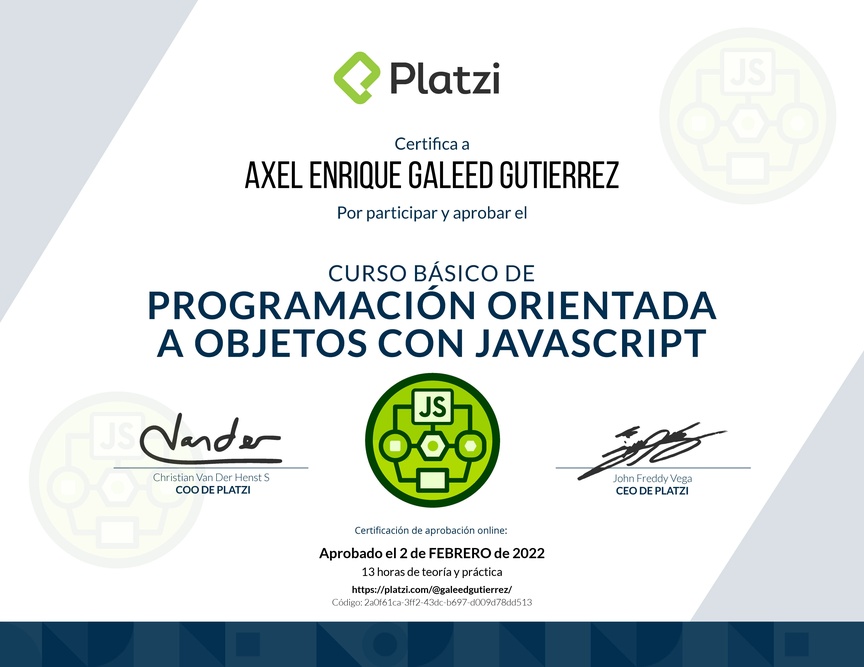 Platzi
Certifica a
AXEL ENRIQUE GALEED GUTIERREZ
Por participar y aprobar el
CURSO BÁSICO DE
PROGRAMACIÓN ORIENTADA
A OBJETOS CON JAVASCRIPT
JS
JS
JS
Vander
Christian Van Der Henst S
COO DE PLATZI
John Freddy Vega
CEO DE PLATZI
Certificación de aprobación online:
Aprobado el 2 de FEBRERO de 2022
13 horas de teoría y práctica
https://platzi.com/@galeedgutierrez/
Código: 2a0f61ca-3ff2-43dc-b697-d009d78dd513